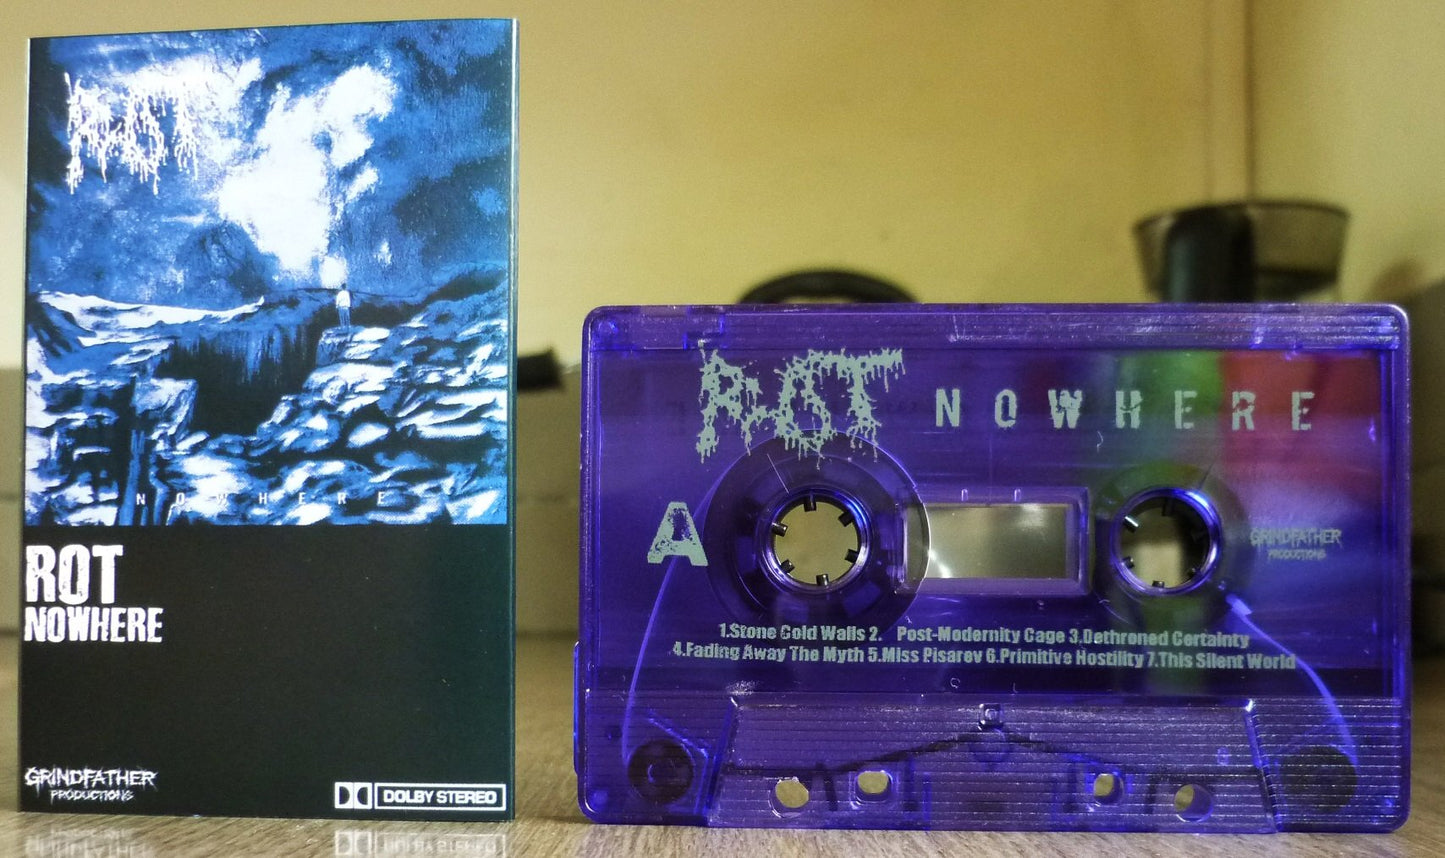 ROT
NOWHERE
ROT
NOWHERE
GRINDFATHER
PRODUCTIONS
DOLBY STEREO
ROT NOWHERE
A
GRINDFATHER
PRODUCTIONS
1.Stone Cold Walls 2. Post-Modernity Cage 3.Dethroned Certainty
4.Fading Away The Myth 5.Miss Pisarev 6.Primitive Hostility 7.This Silent World